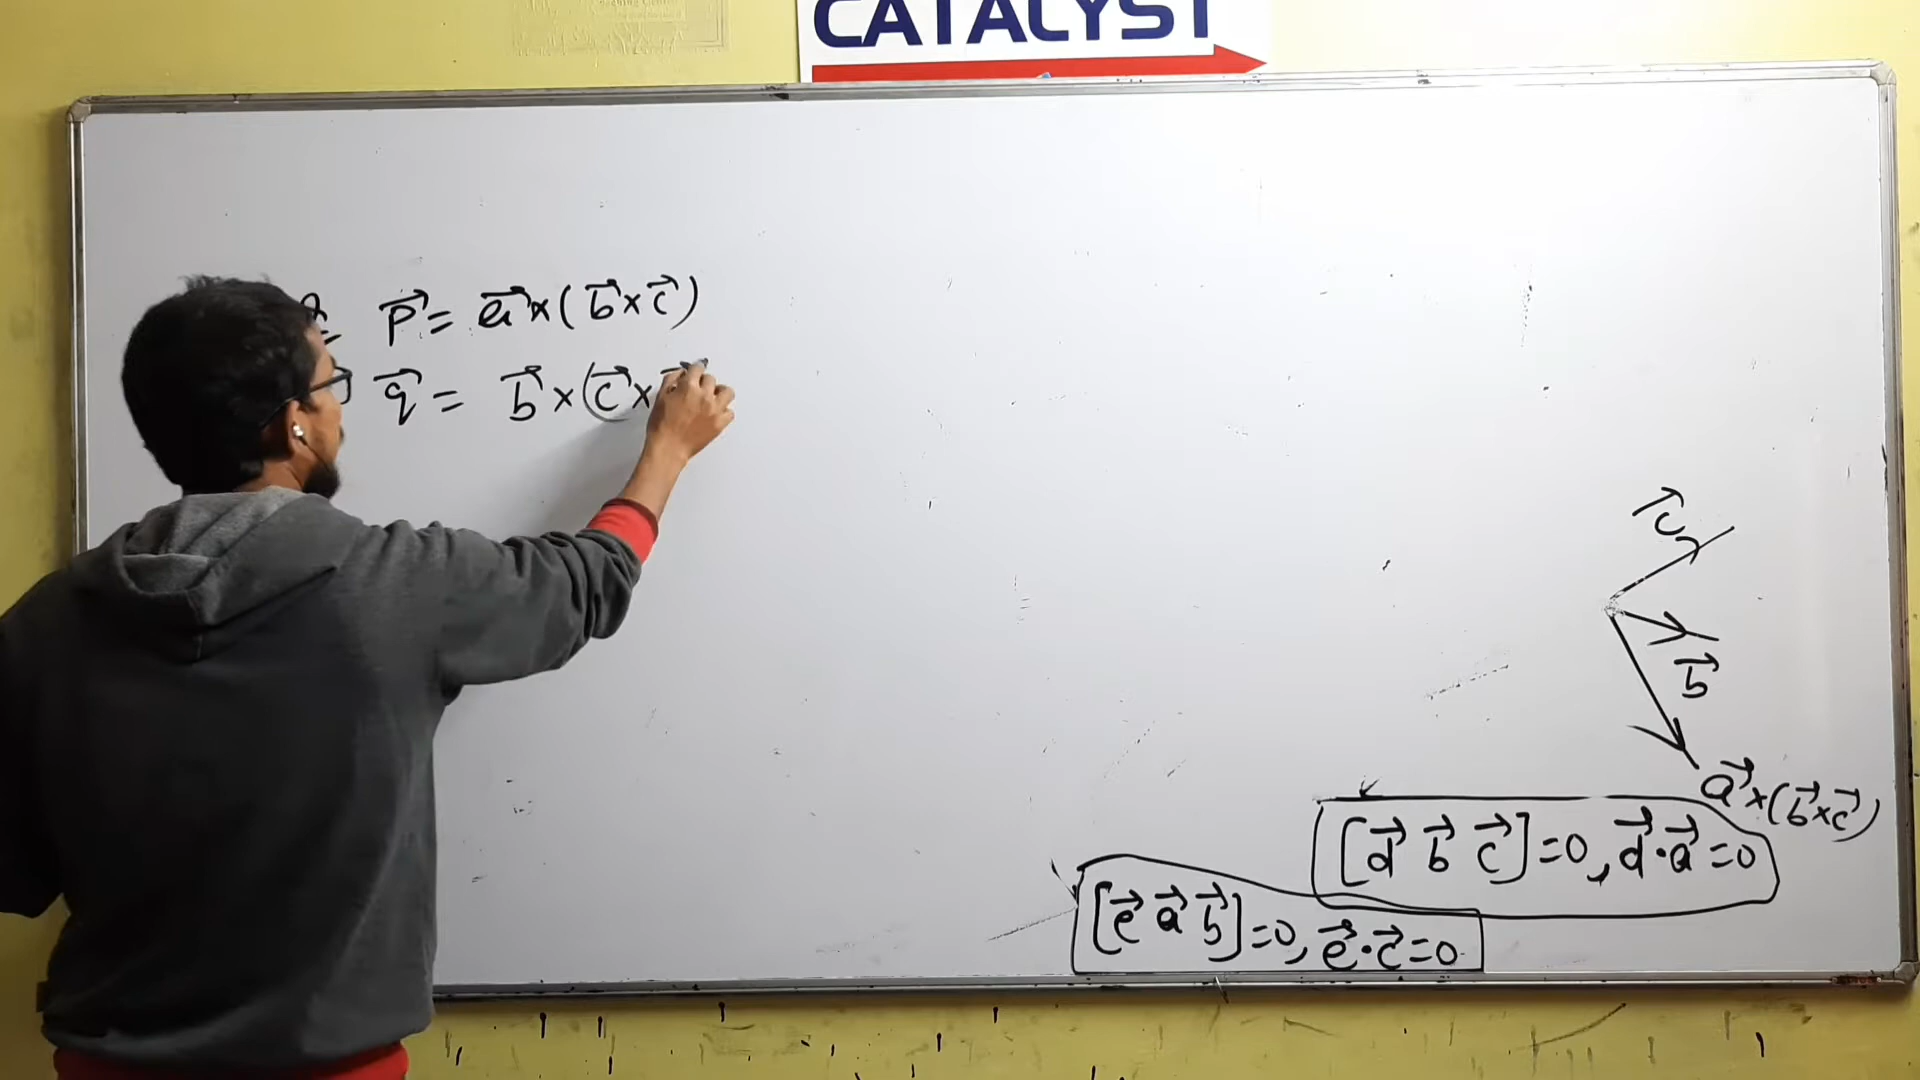 CATALYST
p⃗ = a⃗ × ( b⃗ × c⃗ )
q⃗ = b⃗ × ( c⃗ ×
c⃗
b⃗
a⃗ × ( b⃗ × c⃗ )
[ d⃗ b⃗ c⃗ ] = 0 , d⃗ · a⃗ = 0
[ e⃗ a⃗ b⃗ ] = 0 , e⃗ · c⃗ = 0